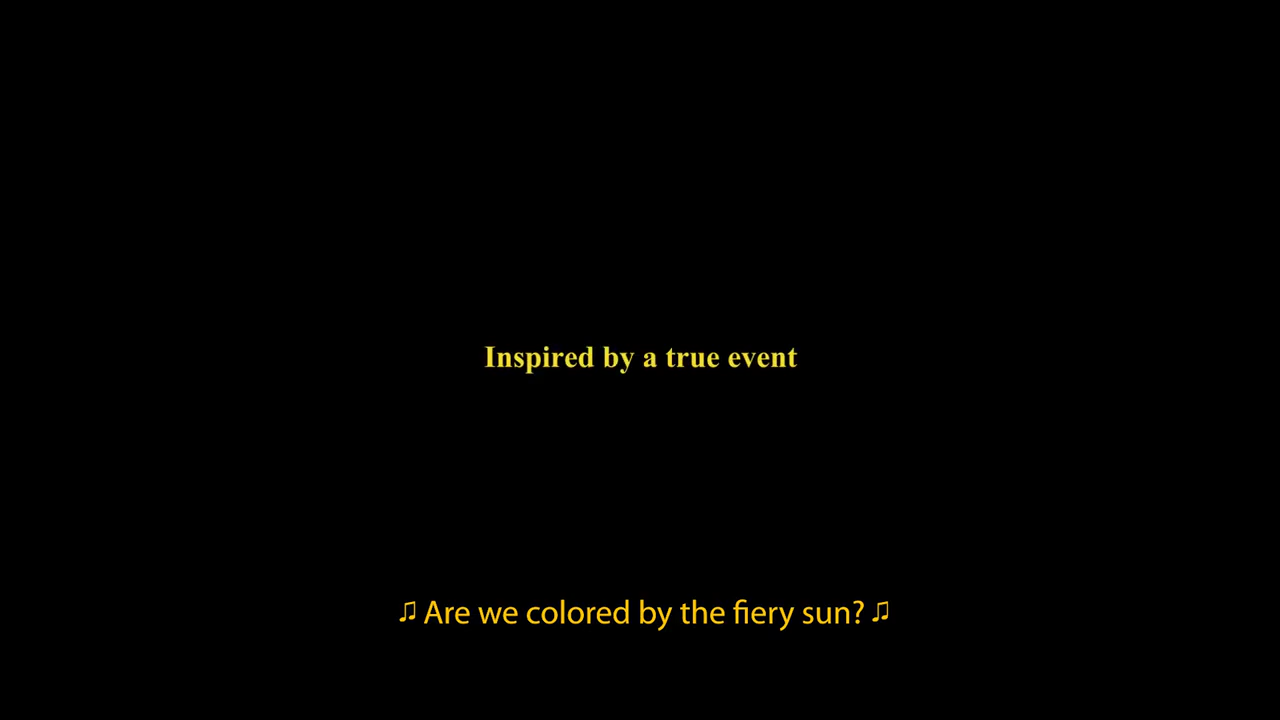 Inspired by a true event
♫ Are we colored by the fiery sun? ♫